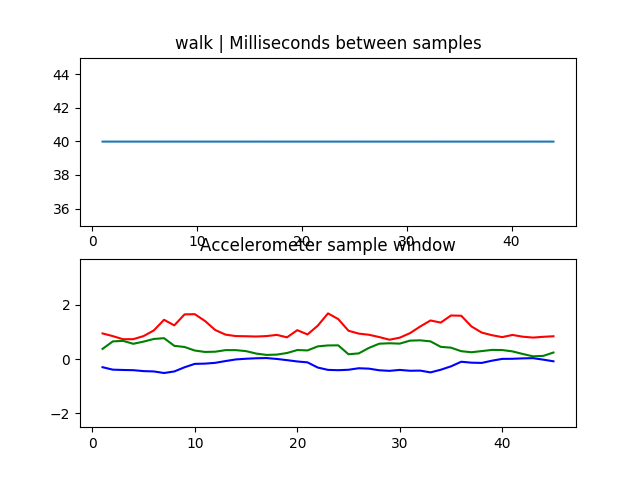 walk | Milliseconds between samples
44
42
40
38
36
0 10 20 30 40
Accelerometer sample window
2
0
−2
0 10 20 30 40